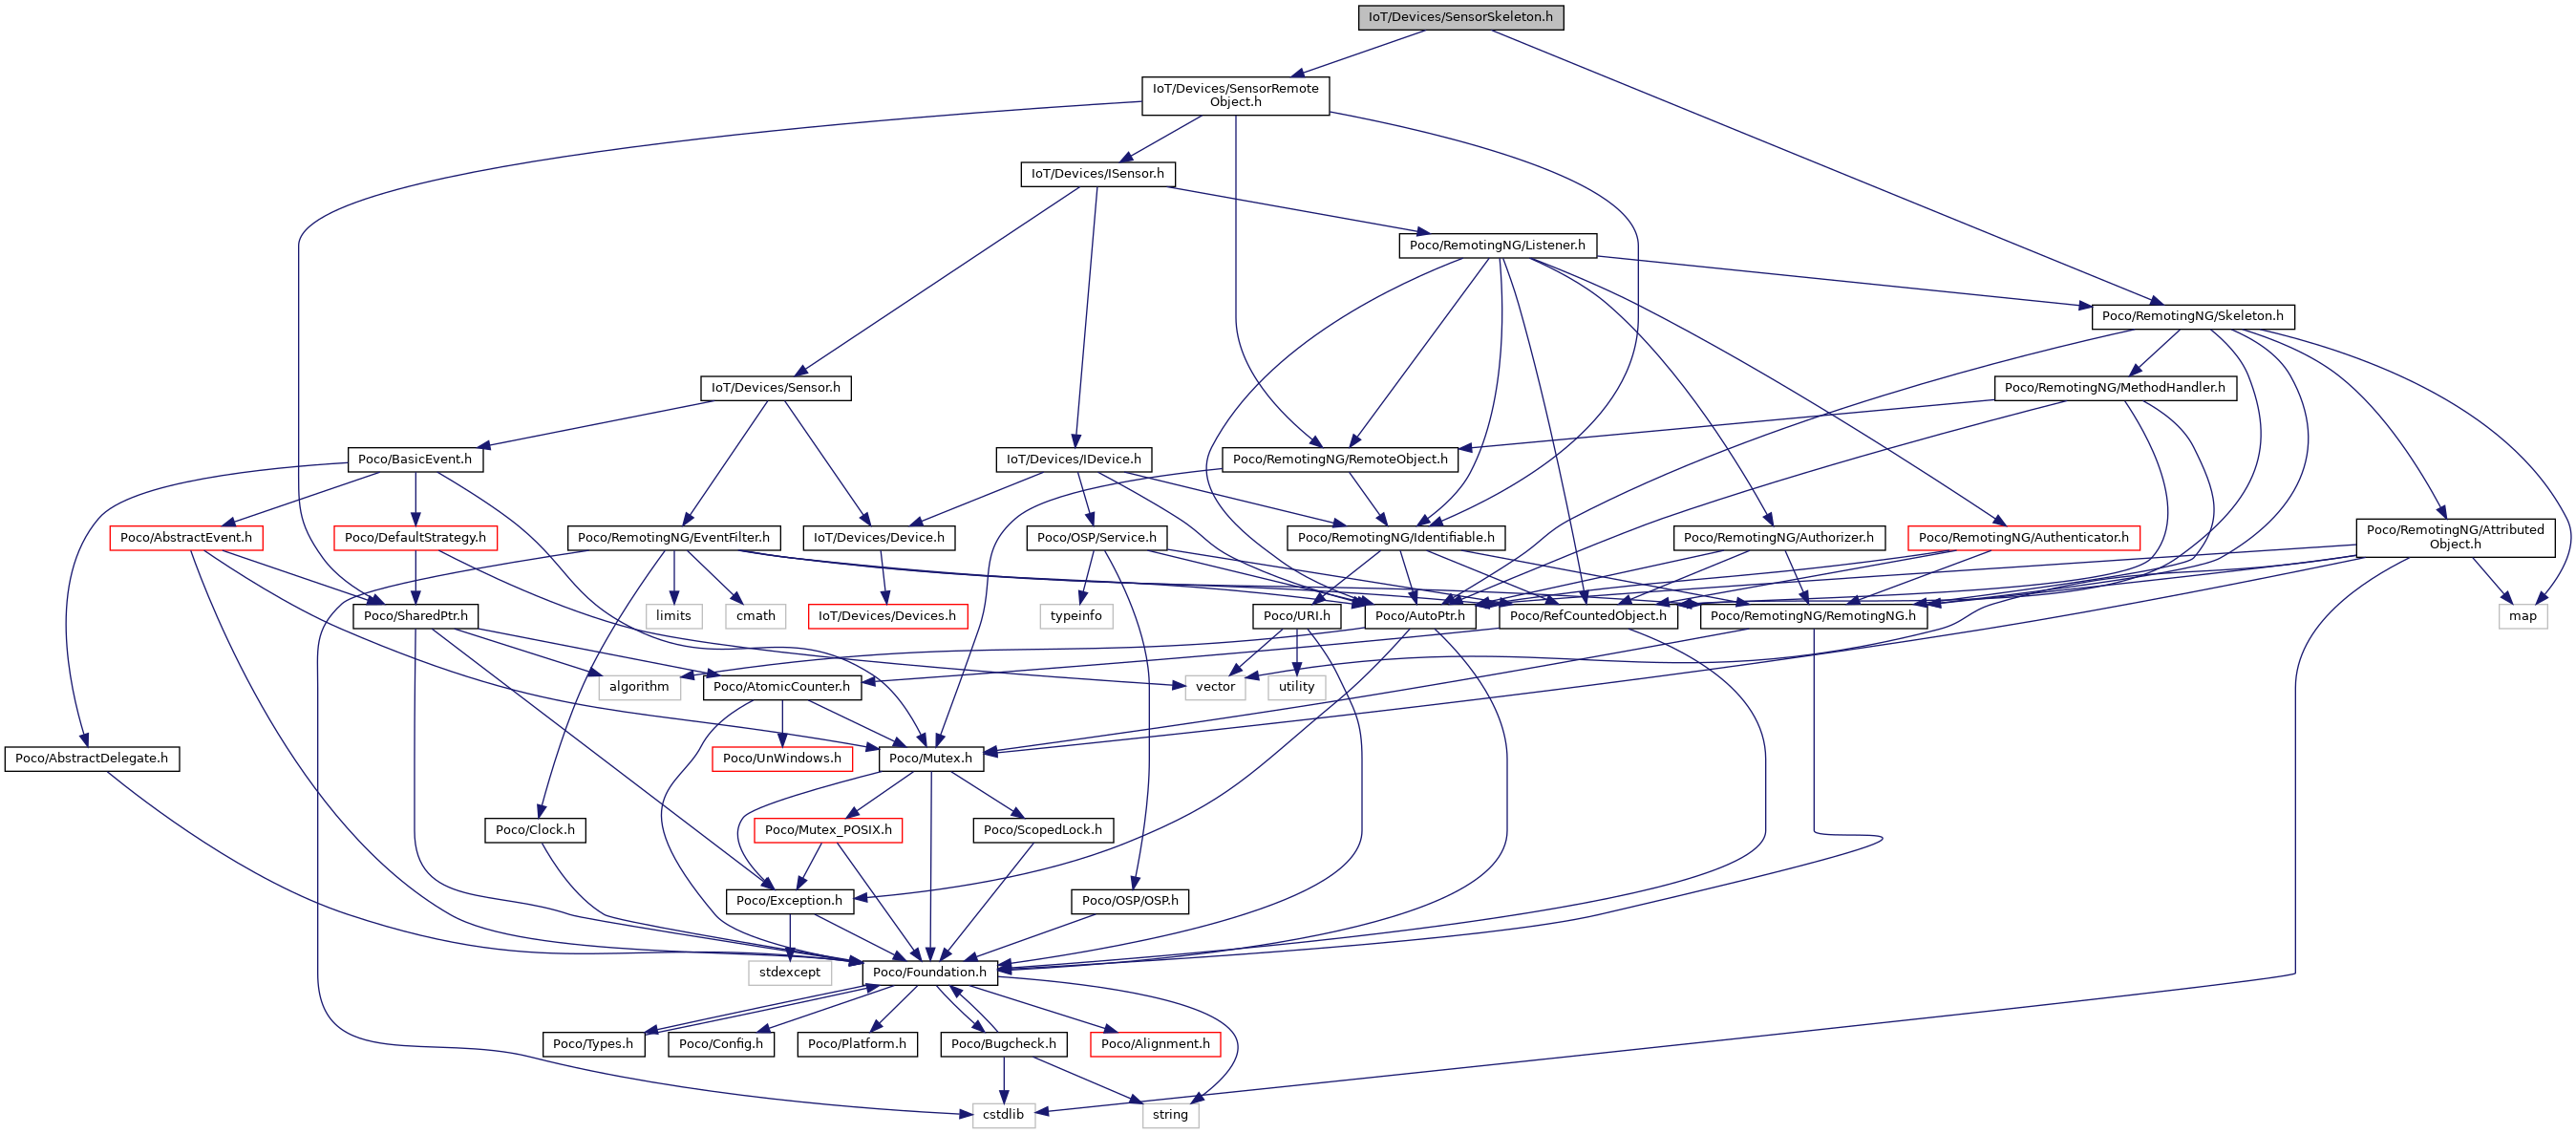 IoT/Devices/SensorSkeleton.h
IoT/Devices/SensorRemote
Object.h
IoT/Devices/ISensor.h
Poco/RemotingNG/Listener.h
Poco/RemotingNG/Skeleton.h
IoT/Devices/Sensor.h
Poco/RemotingNG/MethodHandler.h
Poco/BasicEvent.h
IoT/Devices/IDevice.h
Poco/RemotingNG/RemoteObject.h
Poco/AbstractEvent.h
Poco/DefaultStrategy.h
Poco/RemotingNG/EventFilter.h
IoT/Devices/Device.h
Poco/OSP/Service.h
Poco/RemotingNG/Identifiable.h
Poco/RemotingNG/Authorizer.h
Poco/RemotingNG/Authenticator.h
Poco/RemotingNG/Attributed
Object.h
Poco/SharedPtr.h
limits
cmath
IoT/Devices/Devices.h
typeinfo
Poco/URI.h
Poco/AutoPtr.h
Poco/RefCountedObject.h
Poco/RemotingNG/RemotingNG.h
map
algorithm
Poco/AtomicCounter.h
vector
utility
Poco/AbstractDelegate.h
Poco/UnWindows.h
Poco/Mutex.h
Poco/Clock.h
Poco/Mutex_POSIX.h
Poco/ScopedLock.h
Poco/Exception.h
Poco/OSP/OSP.h
stdexcept
Poco/Foundation.h
Poco/Types.h
Poco/Config.h
Poco/Platform.h
Poco/Bugcheck.h
Poco/Alignment.h
cstdlib
string